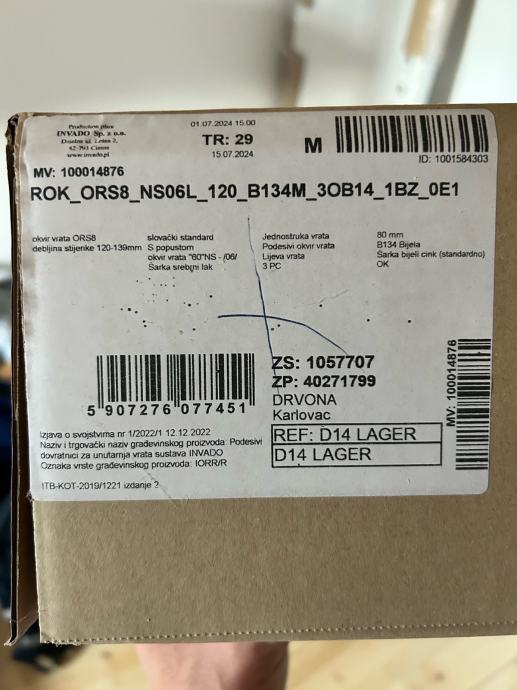 Production plan
INVADO Sp. z o.o.
42-793 Ciasna
www.invado.pl
01.07.2024 15:00
TR: 29
15.07.2024
M
ID: 1001584303
MV: 100014876
ROK_ORS8_NS06L_120_B134M_3OB14_1BZ_0E1
okvir vrata ORS8
debljina stijenke 120-139mm
slovački standard
S popustom
okvir vrata "60"NS - /06/
Šarka srebrni lak
Jednostruka vrata
Podesivi okvir vrata
Lijeva vrata
3 PC
80 mm
B134 Bijela
Šarka bijeli cink (standardno)
OK
5 907276 077451
ZS: 1057707
ZP: 40271799
DRVONA
Karlovac
REF: D14 LAGER
D14 LAGER
MV: 100014876
Izjava o svojstvima nr 1/2022/1 12.12.2022
Naziv i trgovački naziv građevinskog proizvoda: Podesivi
dovratnici za unutarnja vrata sustava INVADO
Oznaka vrste građevinskog proizvoda: IORR/R
ITB-KOT-2019/1221 izdanje 2